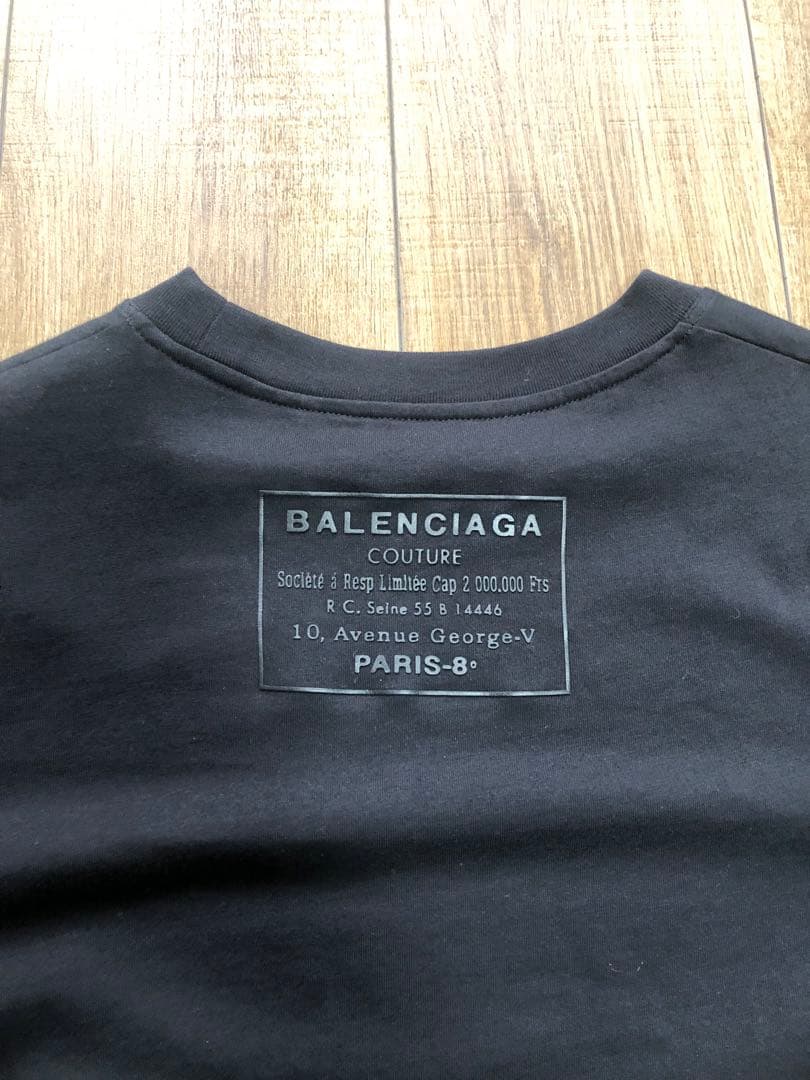 BALENCIAGA
COUTURE
Société á Resp Limitée Cap 2 000.000 Frs
R C. Seine 55 B 14446
10, Avenue George-V
PARIS-8°